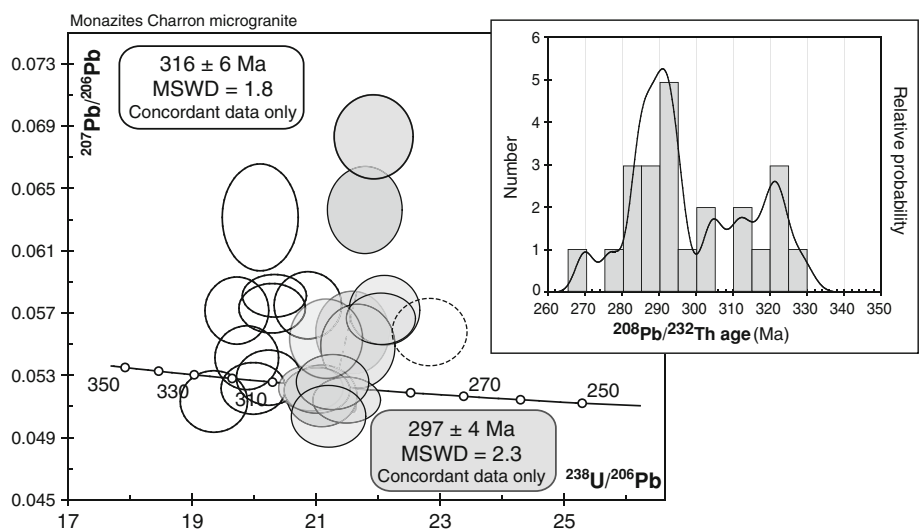 Monazites Charron microgranite
207Pb/206Pb
0.073
0.069
0.065
0.061
0.057
0.053
0.049
0.045
316 ± 6 Ma
MSWD = 1.8
Concordant data only
350
330
310
270
250
297 ± 4 Ma
MSWD = 2.3
Concordant data only
238U/206Pb
17
19
21
23
25
Number
6
5
4
3
2
1
0
Relative probability
260 270 280 290 300 310 320 330 340 350
208Pb/232Th age (Ma)